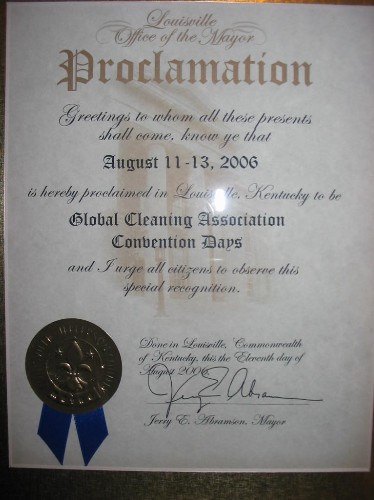 Louisville
Office of the Mayor
Proclamation
Greetings to whom all these presents
shall come, know ye that
August 11-13, 2006
is hereby proclaimed in Louisville, Kentucky to be
Global Cleaning Association
Convention Days
and I urge all citizens to observe this
special recognition.
Done in Louisville, Commonwealth
of Kentucky, this the Eleventh day of
August 2006.
Jerry E. Abramson
Jerry E. Abramson, Mayor